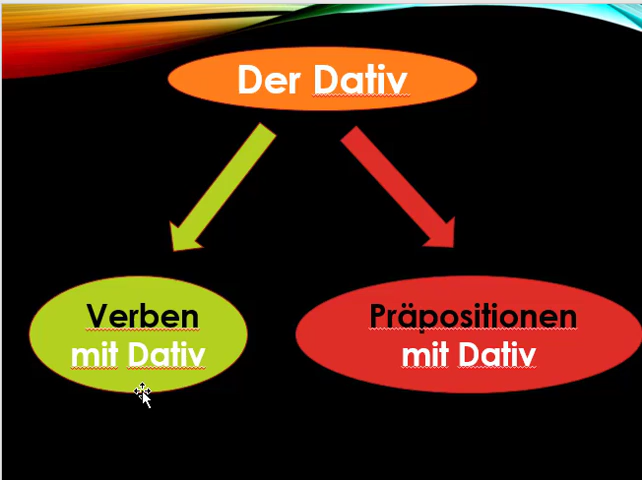 Der Dativ
Verben
mit Dativ
Präpositionen
mit Dativ